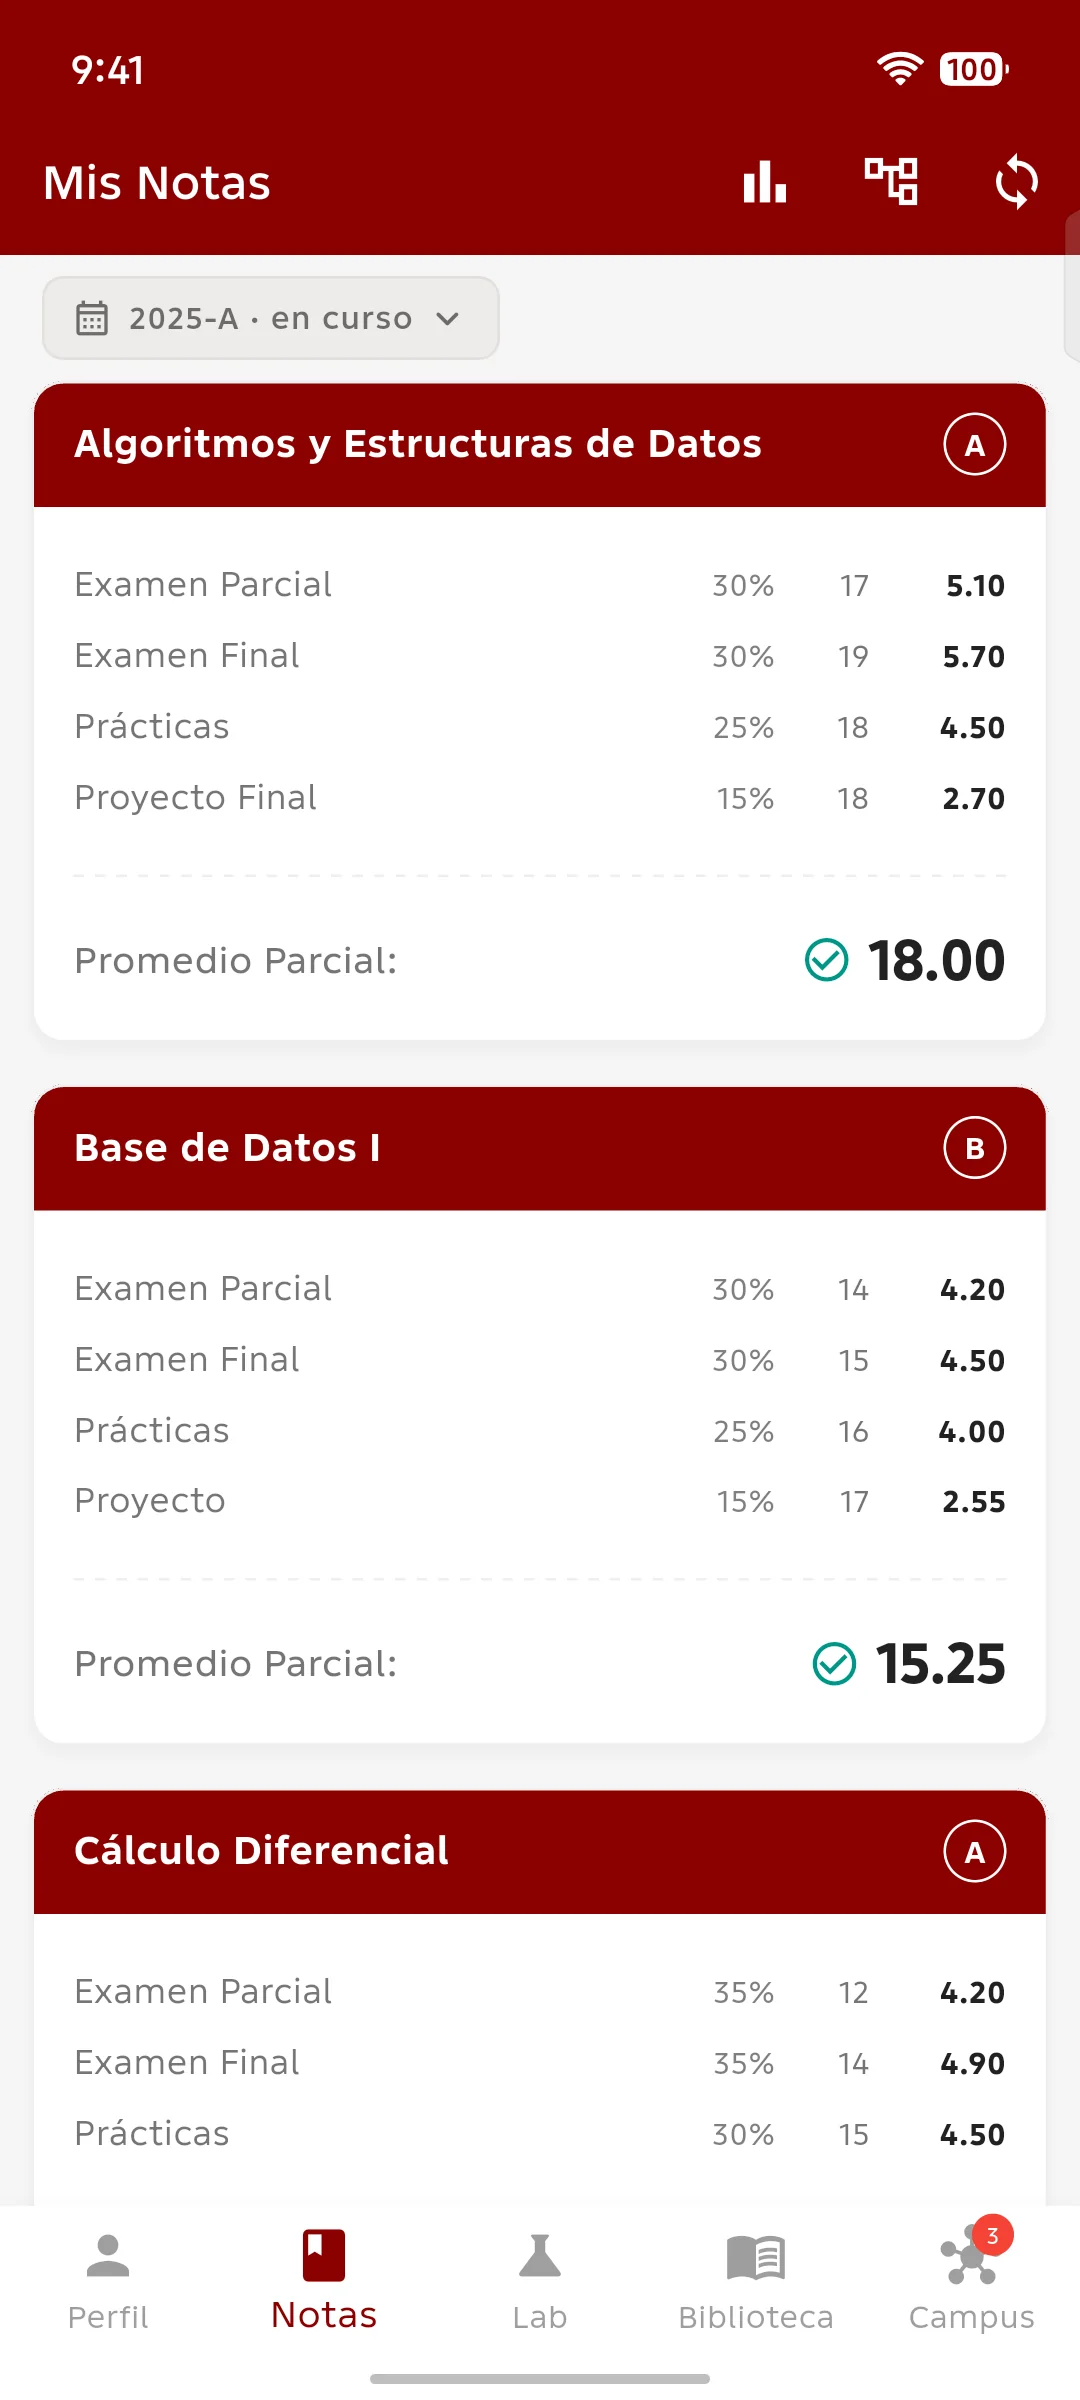 9:41
100
Mis Notas
2025-A · en curso
Algoritmos y Estructuras de Datos A
Examen Parcial 30% 17 5.10
Examen Final 30% 19 5.70
Prácticas 25% 18 4.50
Proyecto Final 15% 18 2.70
Promedio Parcial: 18.00
Base de Datos I B
Examen Parcial 30% 14 4.20
Examen Final 30% 15 4.50
Prácticas 25% 16 4.00
Proyecto 15% 17 2.55
Promedio Parcial: 15.25
Cálculo Diferencial A
Examen Parcial 35% 12 4.20
Examen Final 35% 14 4.90
Prácticas 30% 15 4.50
3
Perfil Notas Lab Biblioteca Campus